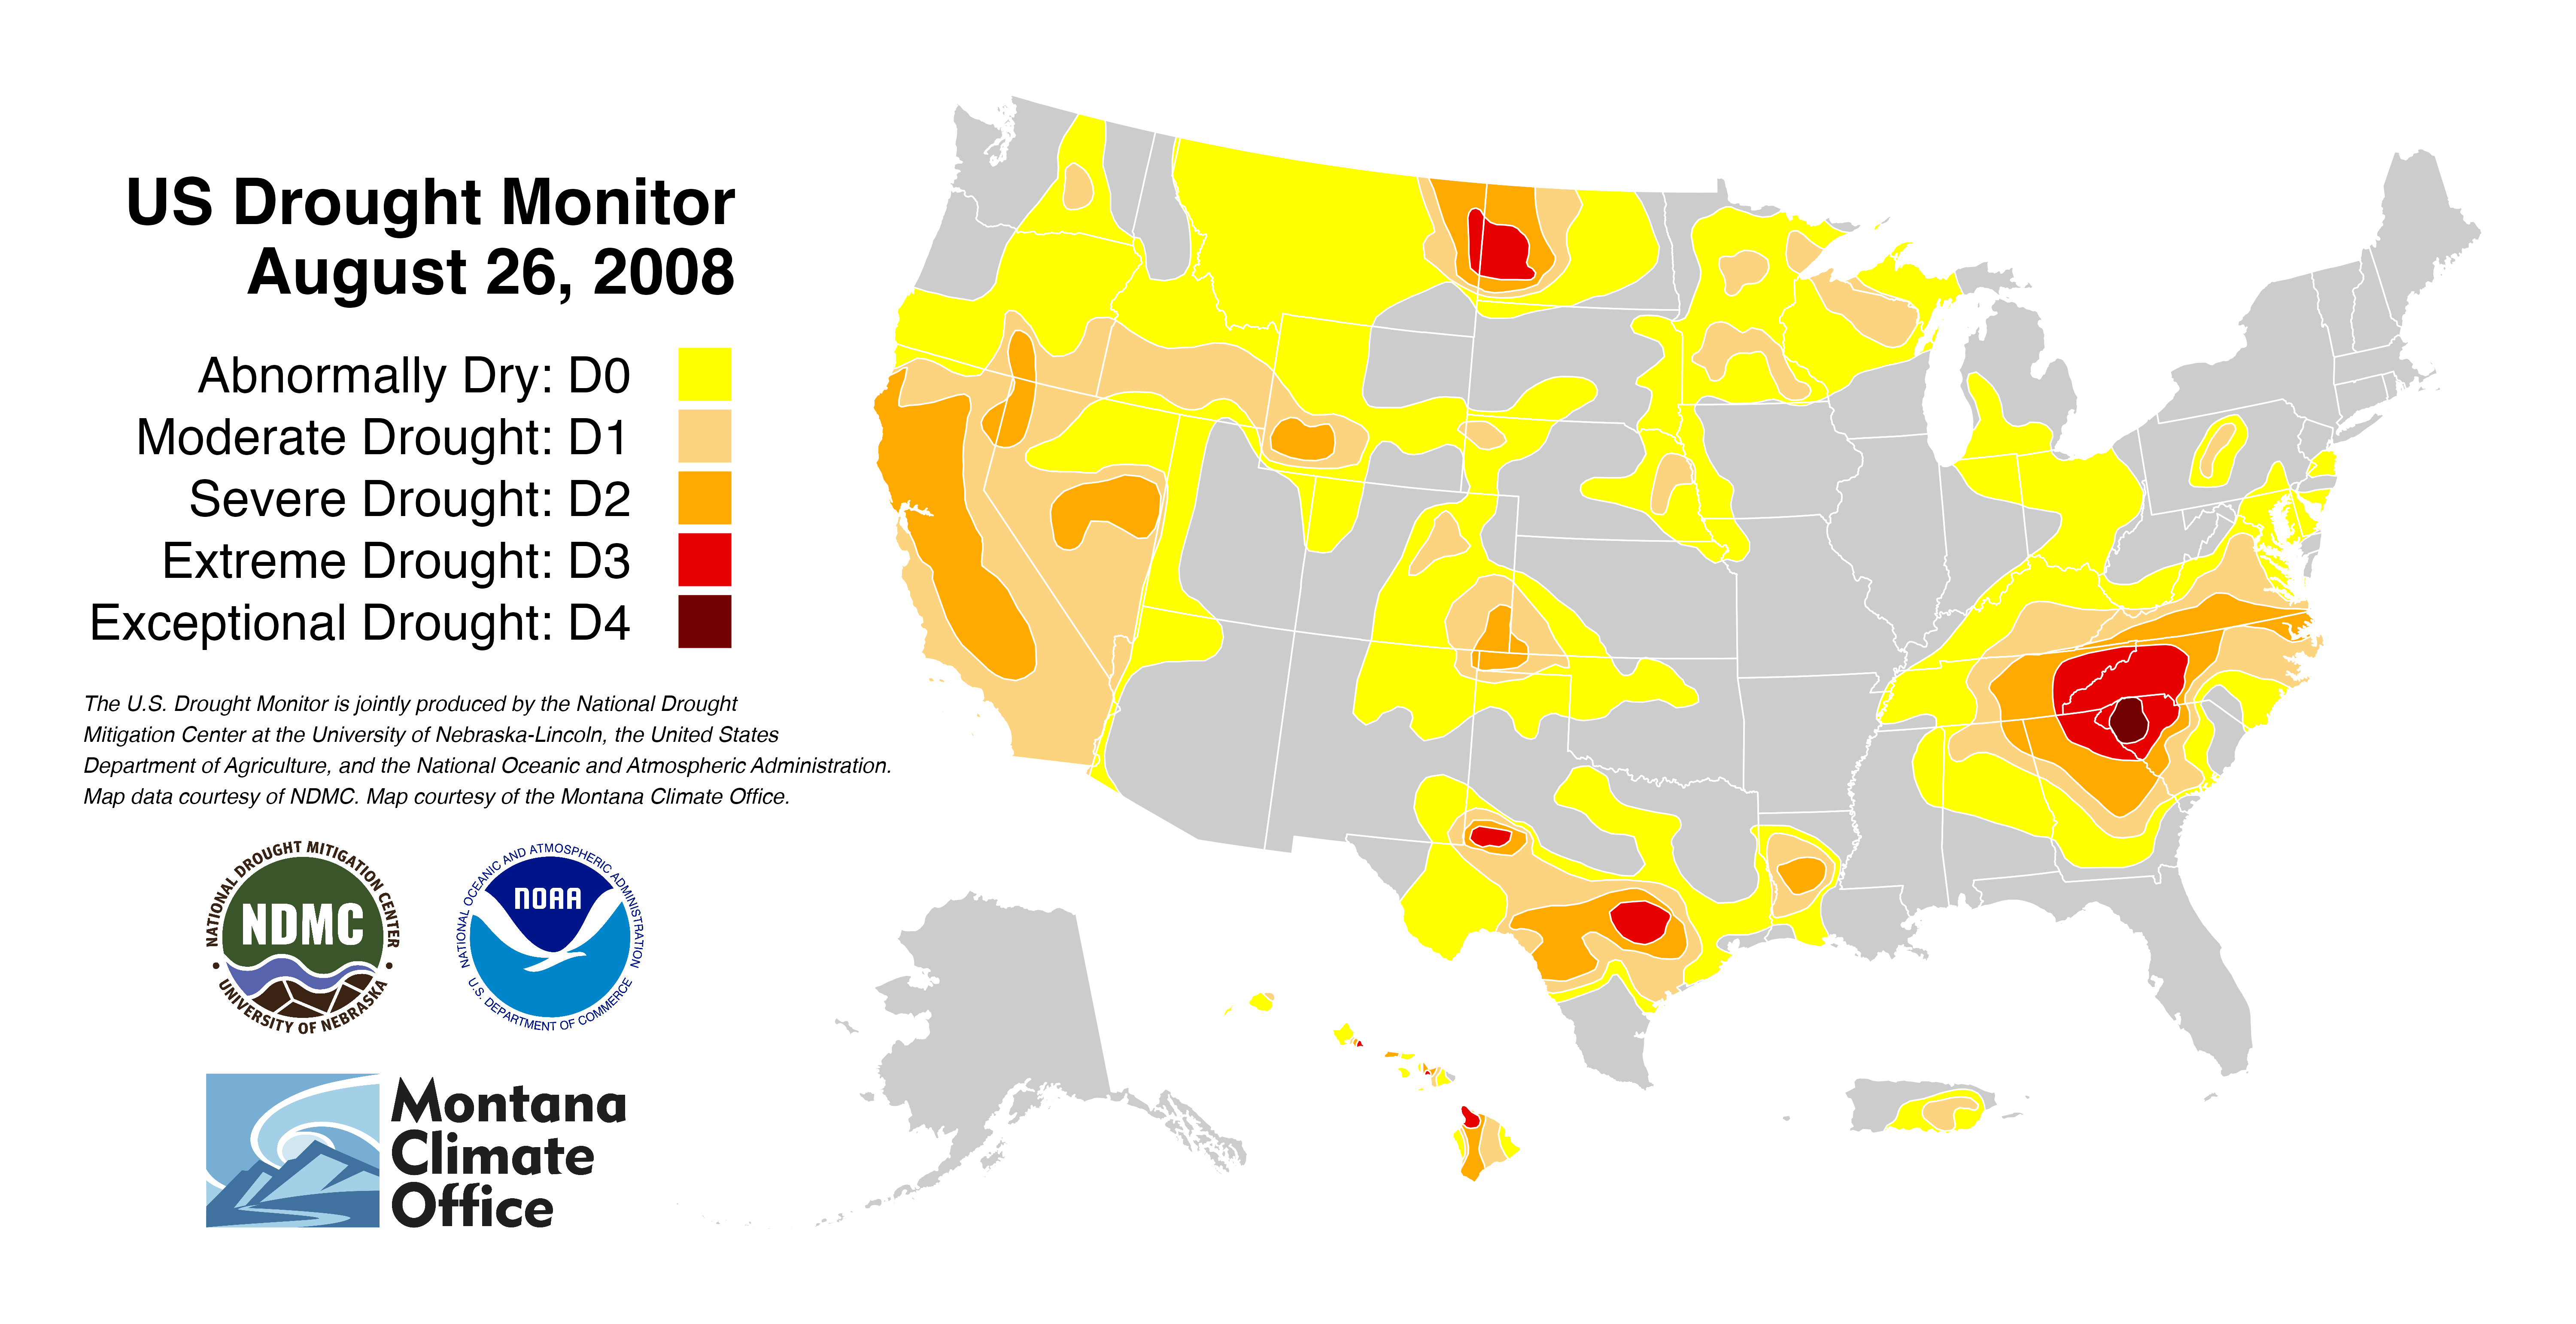 US Drought Monitor
August 26, 2008
Abnormally Dry: D0
Moderate Drought: D1
Severe Drought: D2
Extreme Drought: D3
Exceptional Drought: D4
The U.S. Drought Monitor is jointly produced by the National Drought
Mitigation Center at the University of Nebraska-Lincoln, the United States
Department of Agriculture, and the National Oceanic and Atmospheric Administration.
Map data courtesy of NDMC. Map courtesy of the Montana Climate Office.
NATIONAL DROUGHT MITIGATION CENTER
NDMC
UNIVERSITY OF NEBRASKA
NATIONAL OCEANIC AND ATMOSPHERIC ADMINISTRATION
NOAA
U.S. DEPARTMENT OF COMMERCE
Montana
Climate
Office